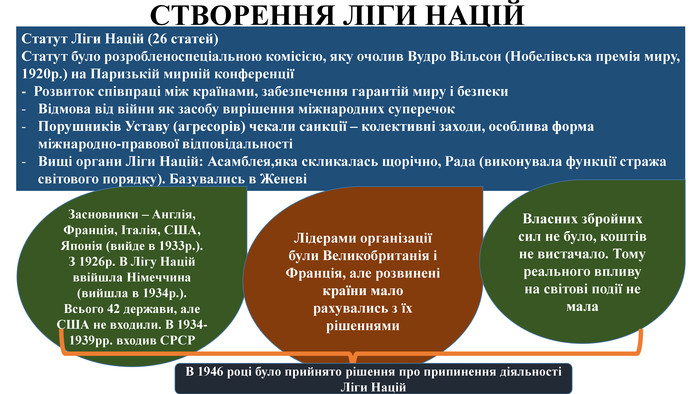 СТВОРЕННЯ ЛІГИ НАЦІЙ
Статут Ліги Націй (26 статей)
Статут було розробленоспеціальною комісією, яку очолив Вудро Вільсон (Нобелівська премія миру,
1920р.) на Паризькій мирній конференції
- Розвиток співпраці між країнами, забезпечення гарантій миру і безпеки
- Відмова від війни як засобу вирішення міжнародних суперечок
- Порушників Уставу (агресорів) чекали санкції – колективні заходи, особлива форма
міжнародно-правової відповідальності
- Вищі органи Ліги Націй: Асамблея,яка скликалась щорічно, Рада (виконувала функції стража
світового порядку). Базувались в Женеві
Засновники – Англія,
Франція, Італія, США,
Японія (вийде в 1933р.).
З 1926р. В Лігу Націй
ввійшла Німеччина
(вийшла в 1934р.).
Всього 42 держави, але
США не входили. В 1934-
1939рр. входив СРСР
Лідерами організації
були Великобританія і
Франція, але розвинені
країни мало
рахувались з їх
рішеннями
Власних збройних
сил не було, коштів
не вистачало. Тому
реального впливу
на світові події не
мала
В 1946 році було прийнято рішення про припинення діяльності
Ліги Націй